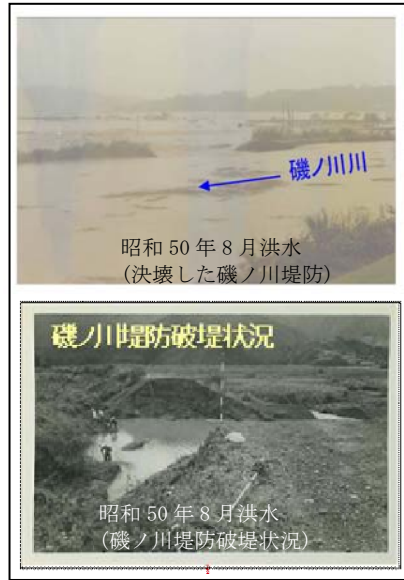 磯ノ川川
昭和 50 年 8 月洪水
(決壊した磯ノ川堤防)
磯ノ川堤防破堤状況
昭和 50 年 8 月洪水
(磯ノ川堤防破堤状況)